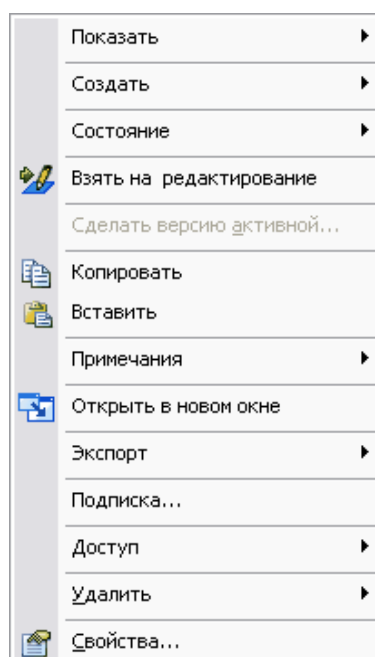 Показать
Создать
Состояние
Взять на редактирование
Сделать версию активной...
Копировать
Вставить
Примечания
Открыть в новом окне
Экспорт
Подписка...
Доступ
Удалить
Свойства...